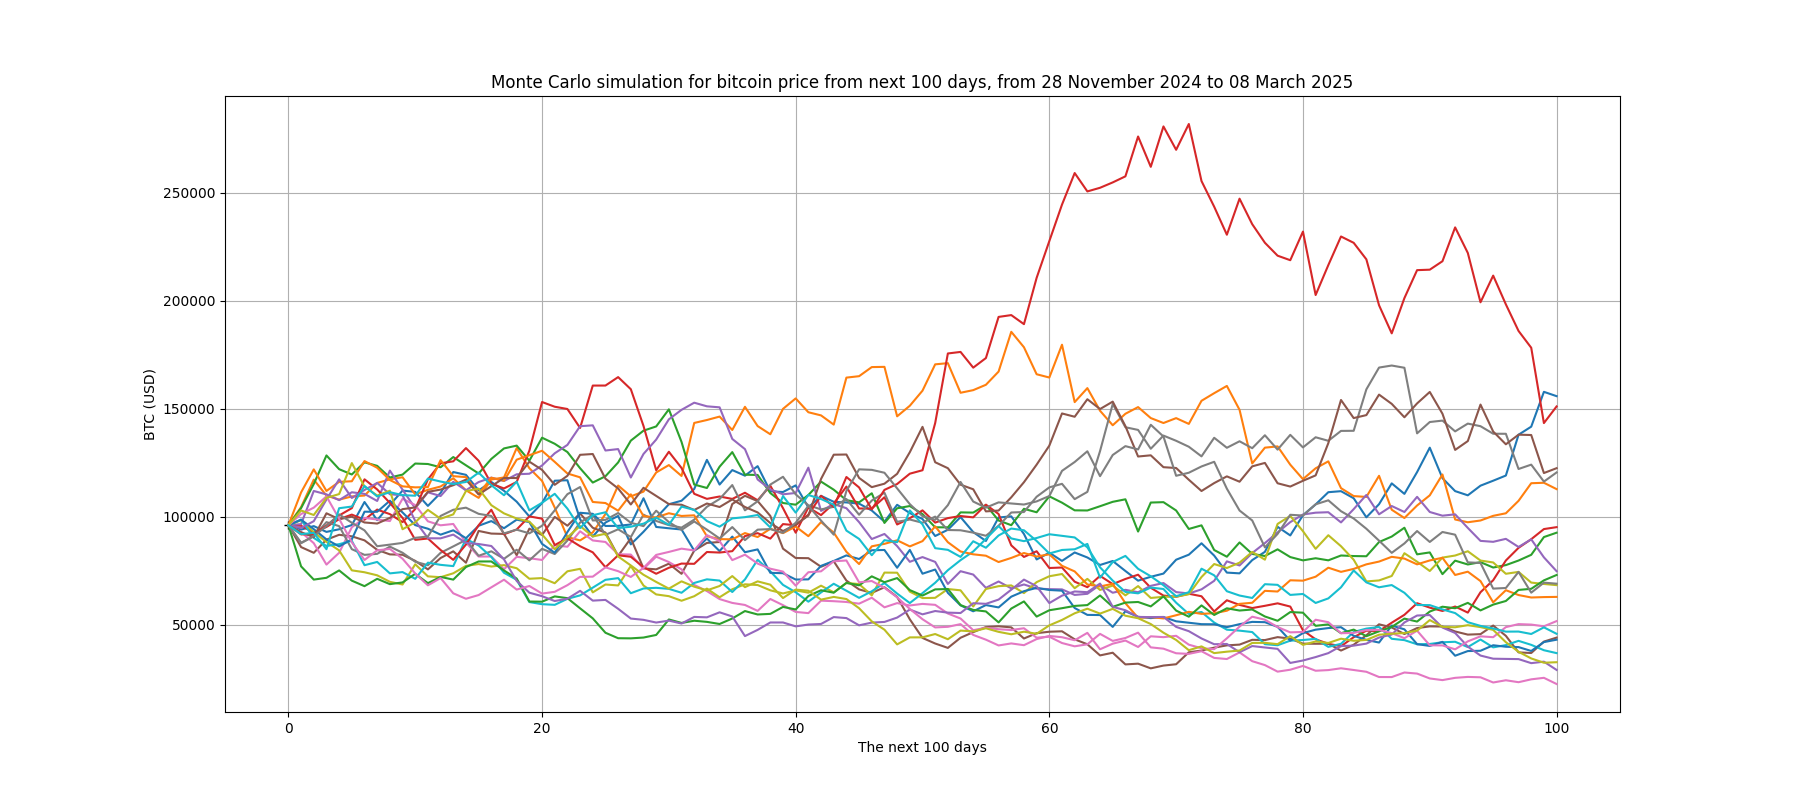 Monte Carlo simulation for bitcoin price from next 100 days, from 28 November 2024 to 08 March 2025
250000
200000
150000
100000
50000
BTC (USD)
0 20 40 60 80 100
The next 100 days